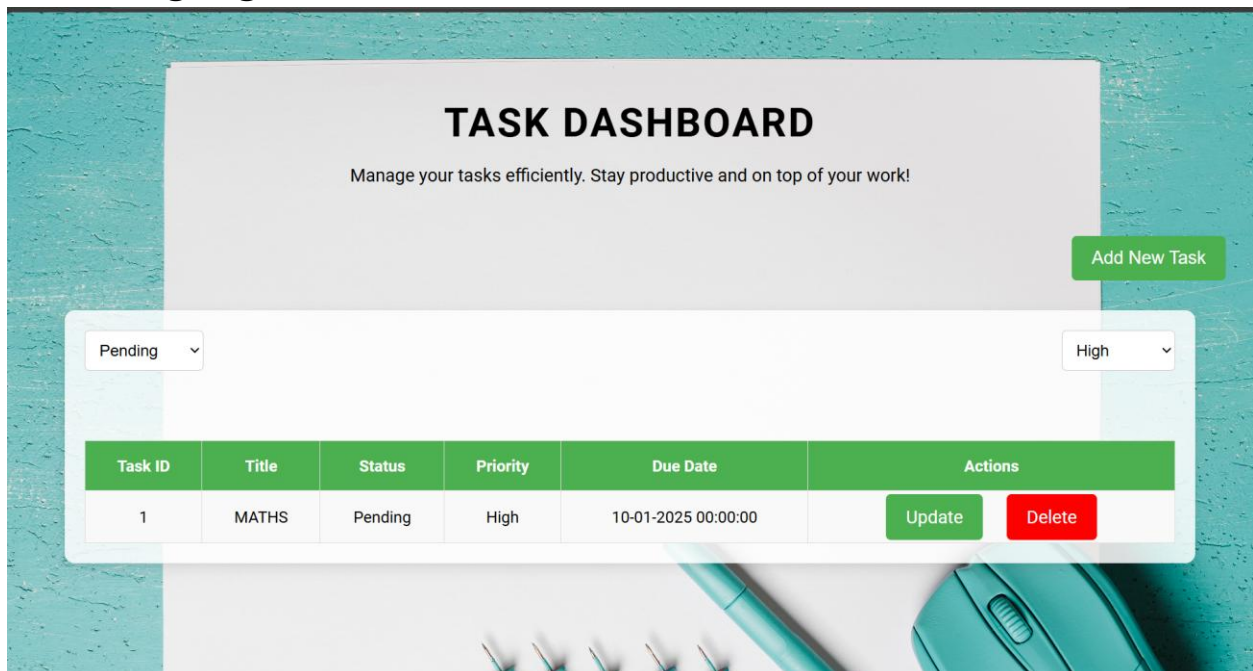 TASK DASHBOARD
Manage your tasks efficiently. Stay productive and on top of your work!
Add New Task
Pending High
Task ID Title Status Priority Due Date Actions
1 MATHS Pending High 10-01-2025 00:00:00 Update Delete